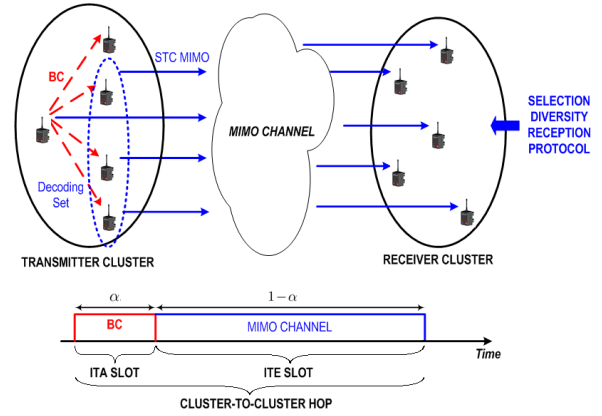 STC MIMO
BC
MIMO CHANNEL
SELECTION
DIVERSITY
RECEPTION
PROTOCOL
Decoding
Set
TRANSMITTER CLUSTER
RECEIVER CLUSTER
α
1−α
BC
MIMO CHANNEL
Time
ITA SLOT
ITE SLOT
CLUSTER-TO-CLUSTER HOP